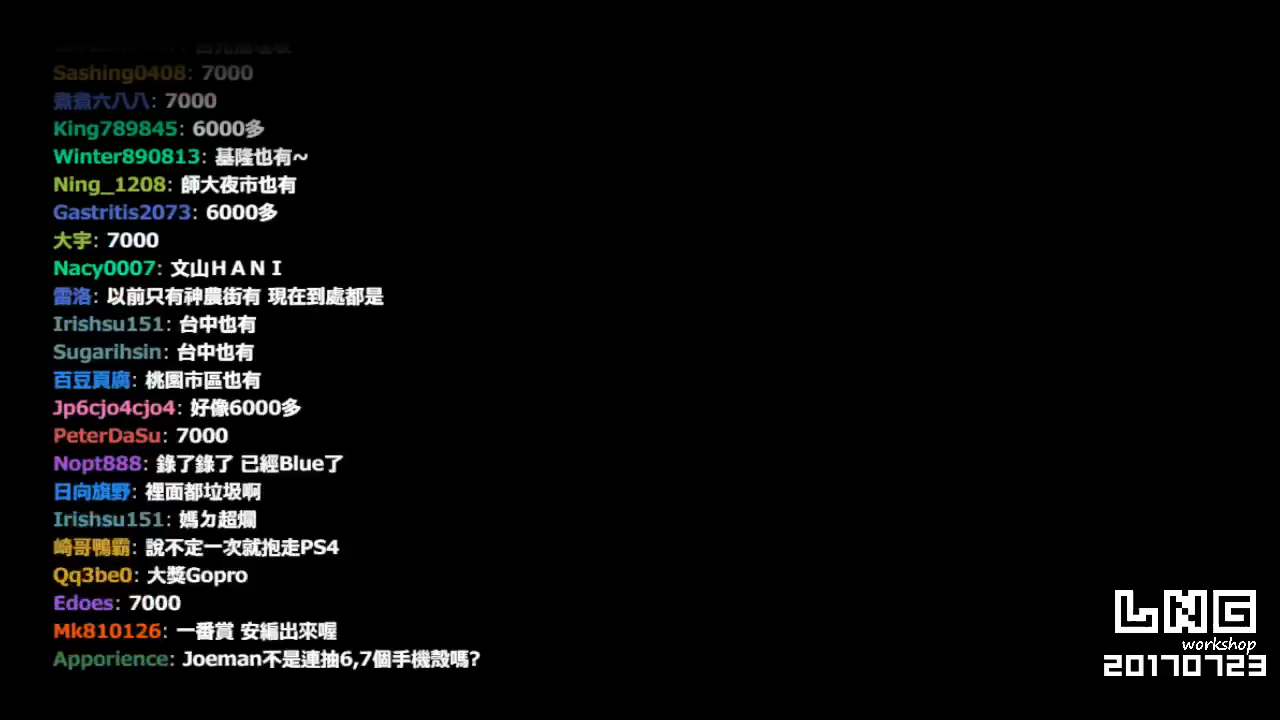 Sashing0408: 7000
煮煮六八八: 7000
King789845: 6000多
Winter890813: 基隆也有~
Ning_1208: 師大夜市也有
Gastritis2073: 6000多
大宇: 7000
Nacy0007: 文山ＨＡＮＩ
雷洛: 以前只有神農街有 現在到處都是
Irishsu151: 台中也有
Sugarihsin: 台中也有
百豆頁腐: 桃園市區也有
Jp6cjo4cjo4: 好像6000多
PeterDaSu: 7000
Nopt888: 錄了錄了 已經Blue了
日向旗野: 裡面都垃圾啊
Irishsu151: 媽ㄉ超爛
崎哥鴨霸: 說不定一次就抱走PS4
Qq3be0: 大獎Gopro
Edoes: 7000
Mk810126: 一番賞 安編出來喔
Apporience: Joeman不是連抽6,7個手機殼嗎?
LNG
workshop
20170723